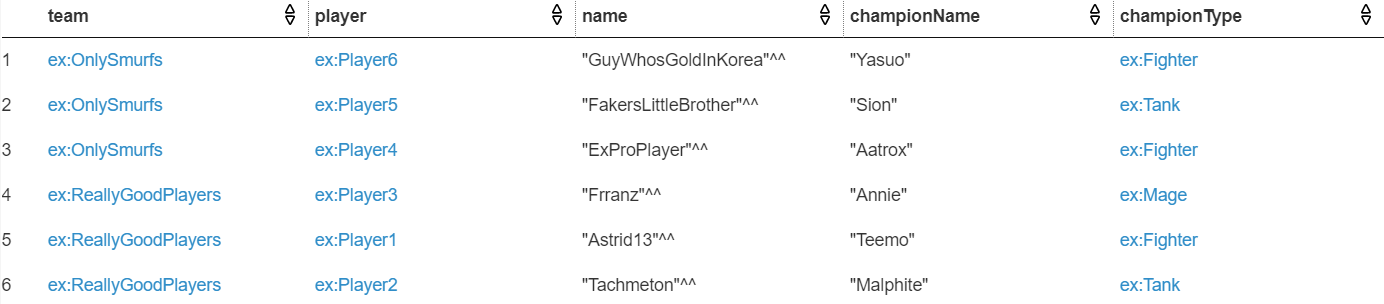 team player name championName championType
1 ex:OnlySmurfs ex:Player6 "GuyWhosGoldInKorea"^^ "Yasuo" ex:Fighter
2 ex:OnlySmurfs ex:Player5 "FakersLittleBrother"^^ "Sion" ex:Tank
3 ex:OnlySmurfs ex:Player4 "ExProPlayer"^^ "Aatrox" ex:Fighter
4 ex:ReallyGoodPlayers ex:Player3 "Frranz"^^ "Annie" ex:Mage
5 ex:ReallyGoodPlayers ex:Player1 "Astrid13"^^ "Teemo" ex:Fighter
6 ex:ReallyGoodPlayers ex:Player2 "Tachmeton"^^ "Malphite" ex:Tank